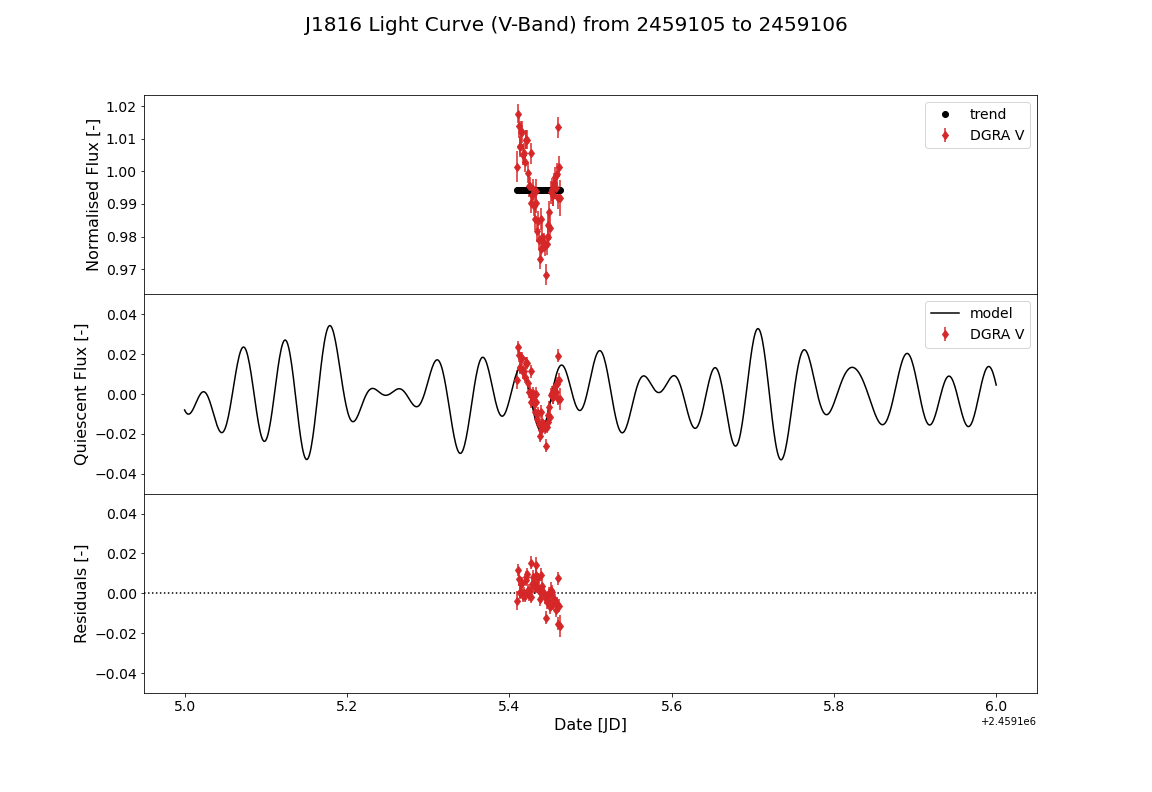 J1816 Light Curve (V-Band) from 2459105 to 2459106
Normalised Flux [-]
1.02
1.01
1.00
0.99
0.98
0.97
trend
DGRA V
Quiescent Flux [-]
0.04
0.02
0.00
−0.02
−0.04
model
DGRA V
Residuals [-]
0.04
0.02
0.00
−0.02
−0.04
5.0 5.2 5.4 5.6 5.8 6.0
+2.4591e6
Date [JD]